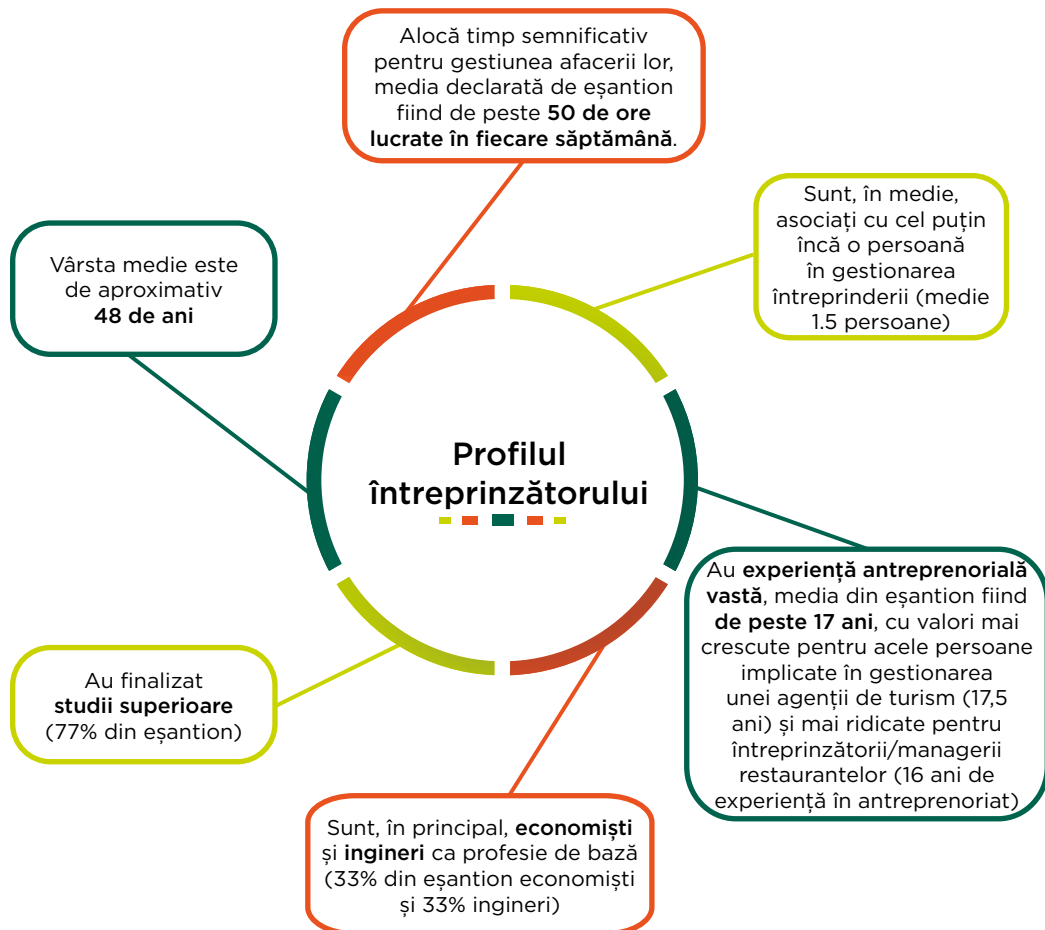 Alocă timp semnificativ
pentru gestiunea afacerii lor,
media declarată de eșantion
fiind de peste 50 de ore
lucrate în fiecare săptămână.
Sunt, în medie,
asociați cu cel puțin
încă o persoană
în gestionarea
întreprinderii (medie
1.5 persoane)
Vârsta medie este
de aproximativ
48 de ani
Profilul
întreprinzătorului
Au experiență antreprenorială
vastă, media din eșantion fiind
de peste 17 ani, cu valori mai
crescute pentru acele persoane
implicate în gestionarea
unei agenții de turism (17,5
ani) și mai ridicate pentru
întreprinzătorii/managerii
restaurantelor (16 ani de
experiență în antreprenoriat)
Au finalizat
studii superioare
(77% din eșantion)
Sunt, în principal, economiști
și ingineri ca profesie de bază
(33% din eșantion economiști
și 33% ingineri)